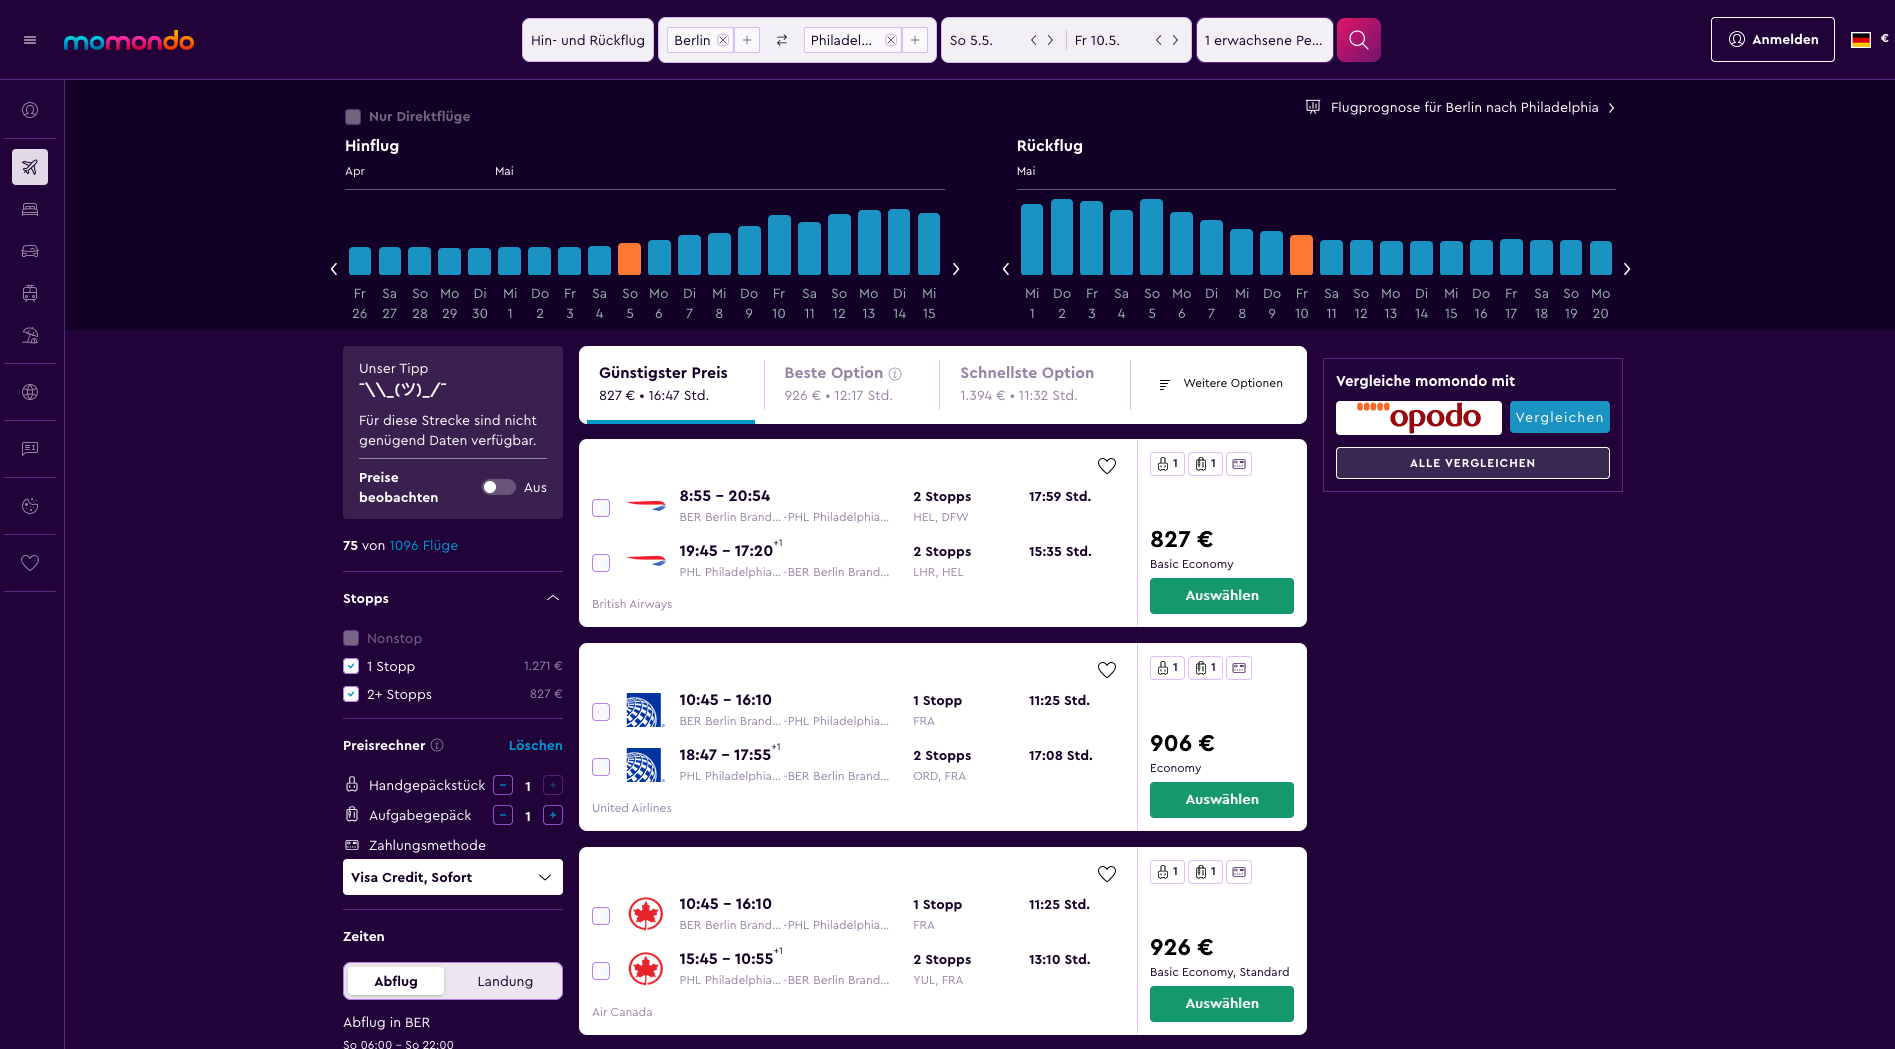 momondo
Hin- und Rückflug
Berlin
Philadel...
So 5.5.
Fr 10.5.
1 erwachsene Pe...
Anmelden
€
Nur Direktflüge
Flugprognose für Berlin nach Philadelphia
Hinflug
Apr
Mai
Fr Sa So Mo Di Mi Do Fr Sa So Mo Di Mi Do Fr Sa So Mo Di Mi
26 27 28 29 30 1 2 3 4 5 6 7 8 9 10 11 12 13 14 15
Rückflug
Mai
Mi Do Fr Sa So Mo Di Mi Do Fr Sa So Mo Di Mi Do Fr Sa So Mo
1 2 3 4 5 6 7 8 9 10 11 12 13 14 15 16 17 18 19 20
Unser Tipp
¯\\_(ツ)_/¯
Für diese Strecke sind nicht
genügend Daten verfügbar.
Preise
beobachten
Aus
75 von 1096 Flüge
Stopps
Nonstop
1 Stopp 1.271 €
2+ Stopps 827 €
Preisrechner
Löschen
Handgepäckstück − 1 +
Aufgabegepäck − 1 +
Zahlungsmethode
Visa Credit, Sofort
Zeiten
Abflug
Landung
Abflug in BER
So 06:00 – So 22:00
Günstigster Preis
827 € • 16:47 Std.
Beste Option
926 € • 12:17 Std.
Schnellste Option
1.394 € • 11:32 Std.
Weitere Optionen
8:55 – 20:54 2 Stopps 17:59 Std.
BER Berlin Brand... -PHL Philadelphia... HEL, DFW
19:45 – 17:20+1 2 Stopps 15:35 Std.
PHL Philadelphia... -BER Berlin Brand... LHR, HEL
British Airways
1 1
827 €
Basic Economy
Auswählen
10:45 – 16:10 1 Stopp 11:25 Std.
BER Berlin Brand... -PHL Philadelphia... FRA
18:47 – 17:55+1 2 Stopps 17:08 Std.
PHL Philadelphia... -BER Berlin Brand... ORD, FRA
United Airlines
1 1
906 €
Economy
Auswählen
10:45 – 16:10 1 Stopp 11:25 Std.
BER Berlin Brand... -PHL Philadelphia... FRA
15:45 – 10:55+1 2 Stopps 13:10 Std.
PHL Philadelphia... -BER Berlin Brand... YUL, FRA
Air Canada
1 1
926 €
Basic Economy, Standard
Auswählen
Vergleiche momondo mit
opodo
Vergleichen
ALLE VERGLEICHEN